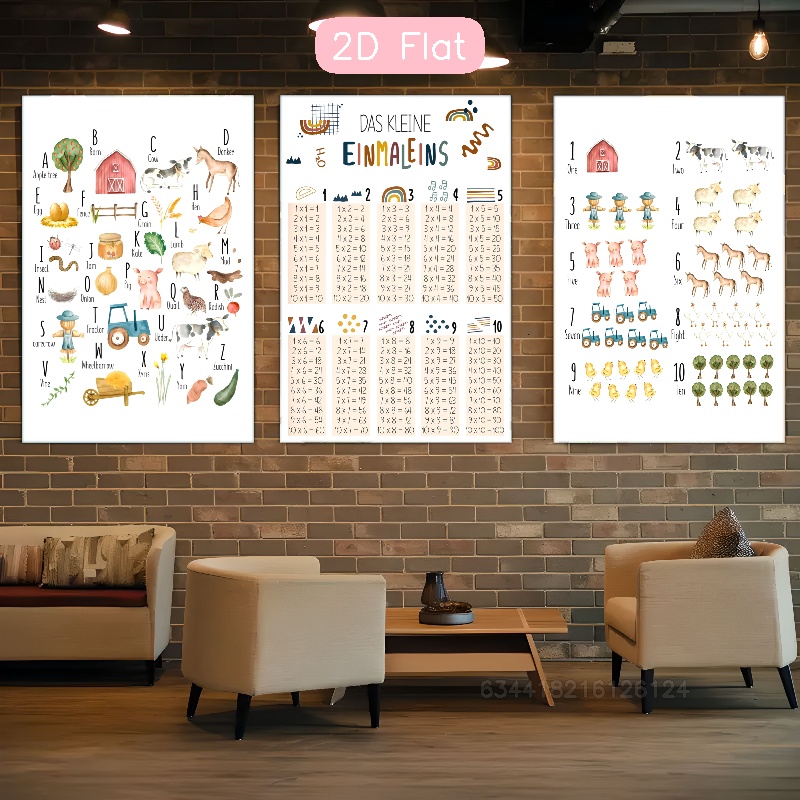 2D Flat
A
Apple tree
B
Barn
C
Cow
D
Donkey
E
Egg
F
Fence
G
Grain
H
Hen
I
Insect
J
Jam
K
Kale
L
Lamb
M
N
Nest
O
Onion
P
Pig
Q
Quail
R
Radish
S
Scarecrow
T
Tractor
U
Udder
V
Vine
W
Wheelbarrow
X
Y
Yam
Z
Zucchini
DAS KLEINE
EINMALEINS
H₂O
1 2 3 4 5
1 x 1 = 1 1 x 2 = 2 1 x 3 = 3 1 x 4 = 4 1 x 5 = 5
2 x 1 = 2 2 x 2 = 4 2 x 3 = 6 2 x 4 = 8 2 x 5 = 10
3 x 1 = 3 3 x 2 = 6 3 x 3 = 9 3 x 4 = 12 3 x 5 = 15
4 x 1 = 4 4 x 2 = 8 4 x 3 = 12 4 x 4 = 16 4 x 5 = 20
5 x 1 = 5 5 x 2 = 10 5 x 3 = 15 5 x 4 = 20 5 x 5 = 25
6 x 1 = 6 6 x 2 = 12 6 x 3 = 18 6 x 4 = 24 6 x 5 = 30
7 x 1 = 7 7 x 2 = 14 7 x 3 = 21 7 x 4 = 28 7 x 5 = 35
8 x 1 = 8 8 x 2 = 16 8 x 3 = 24 8 x 4 = 32 8 x 5 = 40
9 x 1 = 9 9 x 2 = 18 9 x 3 = 27 9 x 4 = 36 9 x 5 = 45
10 x 1 = 10 10 x 2 = 20 10 x 3 = 30 10 x 4 = 40 10 x 5 = 50
6 7 8 9 10
1 x 6 = 6 1 x 7 = 7 1 x 8 = 8 1 x 9 = 9 1 x 10 = 10
2 x 6 = 12 2 x 7 = 14 2 x 8 = 16 2 x 9 = 18 2 x 10 = 20
3 x 6 = 18 3 x 7 = 21 3 x 8 = 24 3 x 9 = 27 3 x 10 = 30
4 x 6 = 24 4 x 7 = 28 4 x 8 = 32 4 x 9 = 36 4 x 10 = 40
5 x 6 = 30 5 x 7 = 35 5 x 8 = 40 5 x 9 = 45 5 x 10 = 50
6 x 6 = 36 6 x 7 = 42 6 x 8 = 48 6 x 9 = 54 6 x 10 = 60
7 x 6 = 42 7 x 7 = 49 7 x 8 = 56 7 x 9 = 63 7 x 10 = 70
8 x 6 = 48 8 x 7 = 56 8 x 8 = 64 8 x 9 = 72 8 x 10 = 80
9 x 6 = 54 9 x 7 = 63 9 x 8 = 72 9 x 9 = 81 9 x 10 = 90
10 x 6 = 60 10 x 7 = 70 10 x 8 = 80 10 x 9 = 90 10 x 10 = 100
1
One
2
Two
3
Three
4
Four
5
Five
6
Six
7
Seven
8
Eight
9
Nine
10
Ten
634418216126124